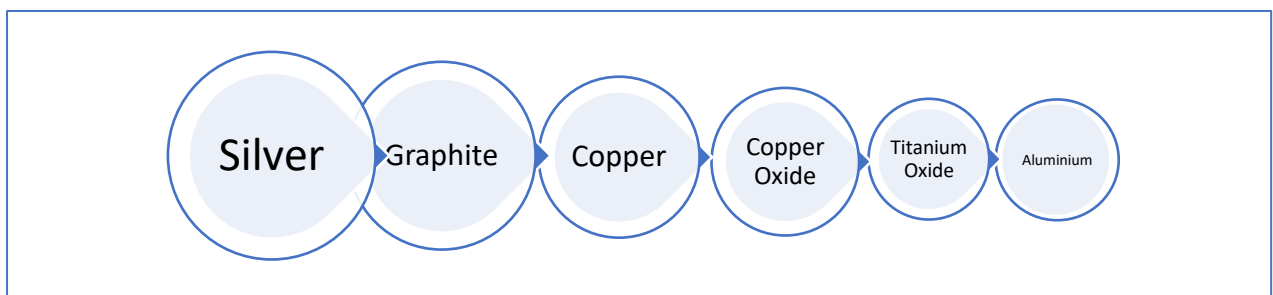 Silver
Graphite
Copper
Copper
Oxide
Titanium
Oxide
Aluminium